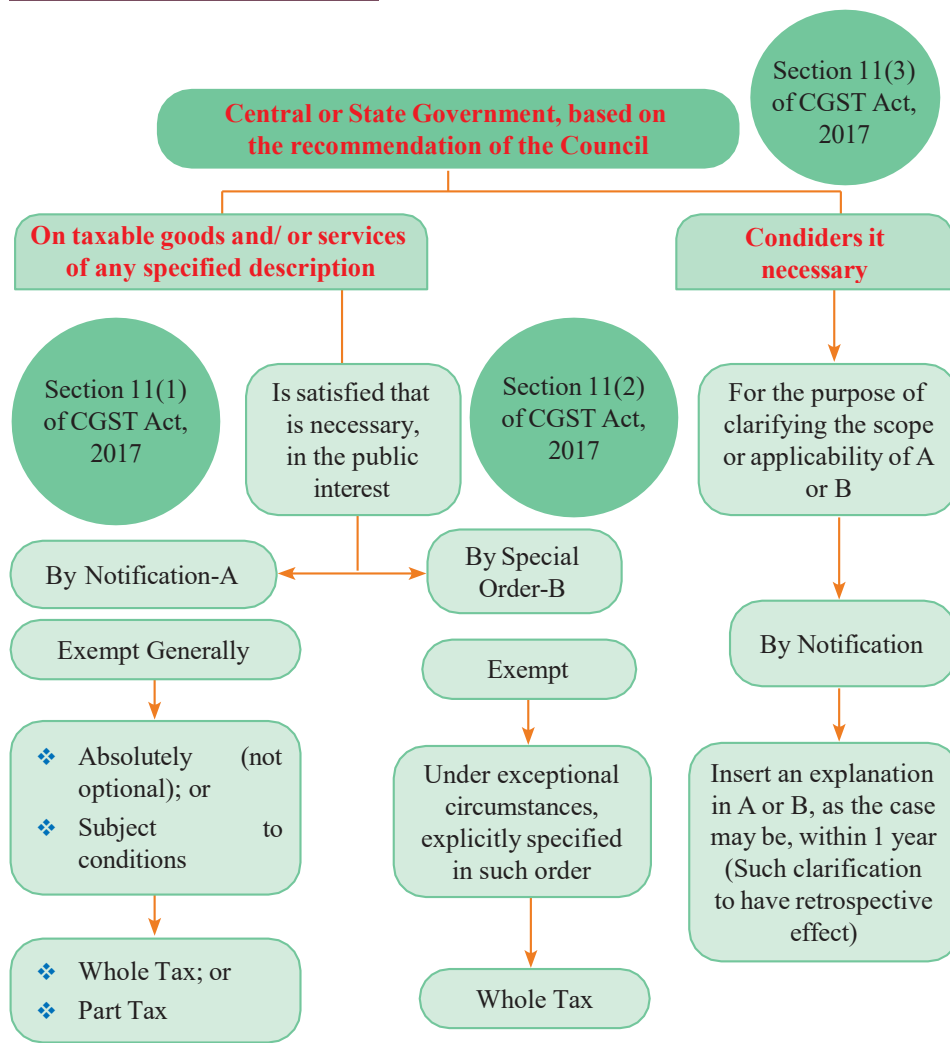 Section 11(3)
of CGST Act,
2017
Central or State Government, based on
the recommendation of the Council
On taxable goods and/ or services
of any specified description
Condiders it
necessary
Section 11(1)
of CGST Act,
2017
Is satisfied that
is necessary,
in the public
interest
Section 11(2)
of CGST Act,
2017
For the purpose of
clarifying the scope
or applicability of A
or B
By Notification-A
By Special
Order-B
By Notification
Exempt Generally
Exempt
❖ Absolutely (not
optional); or
❖ Subject to
conditions
Under exceptional
circumstances,
explicitly specified
in such order
Insert an explanation
in A or B, as the case
may be, within 1 year
(Such clarification
to have retrospective
effect)
❖ Whole Tax; or
❖ Part Tax
Whole Tax